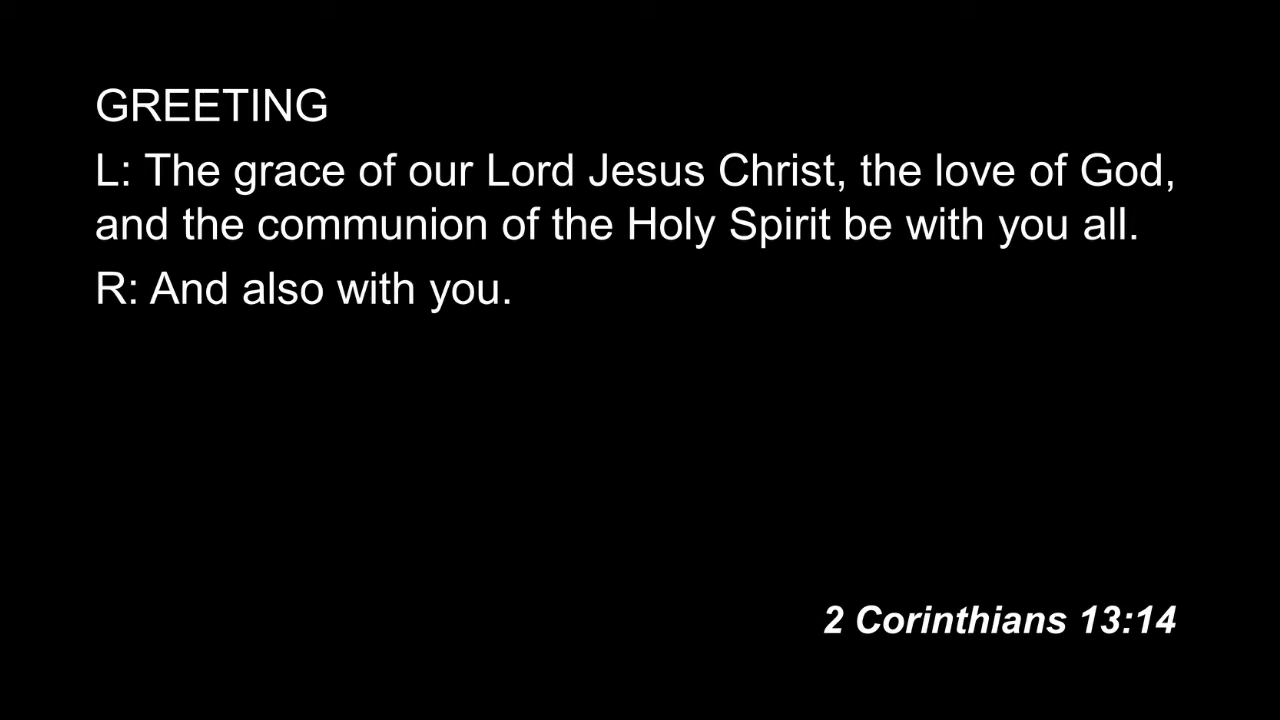 GREETING
L: The grace of our Lord Jesus Christ, the love of God,
and the communion of the Holy Spirit be with you all.
R: And also with you.
2 Corinthians 13:14